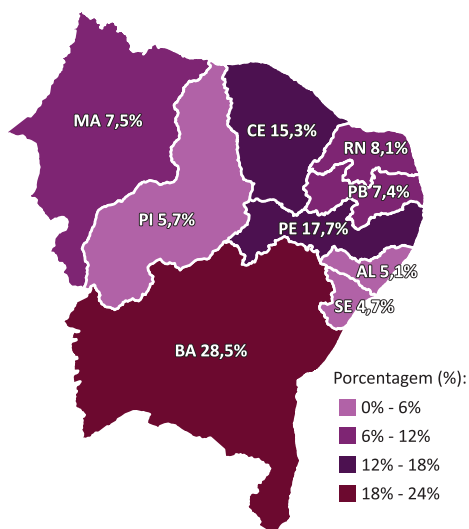 MA 7,5%
CE 15,3%
RN 8,1%
PB 7,4%
PI 5,7%
PE 17,7%
AL 5,1%
SE 4,7%
BA 28,5%
Porcentagem (%):
0% - 6%
6% - 12%
12% - 18%
18% - 24%